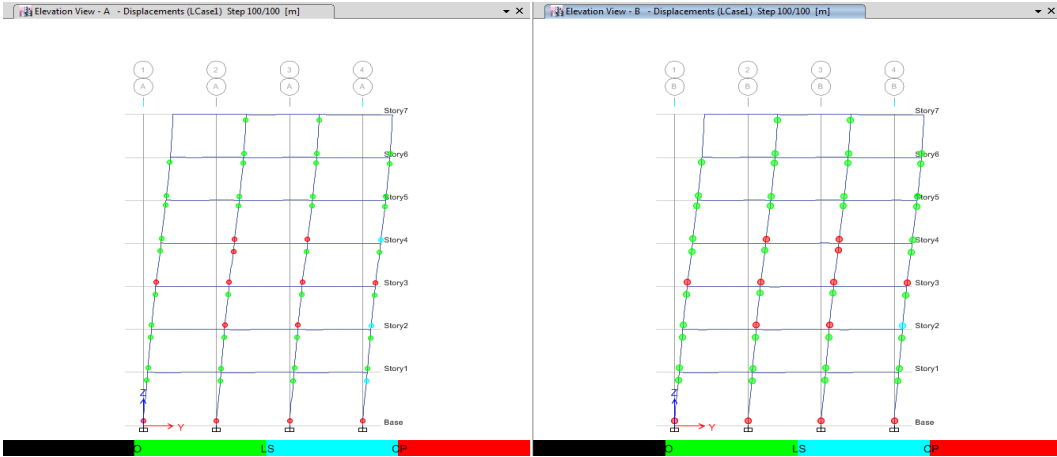 Elevation View - A - Displacements (LCase1) Step 100/100 [m]
1 2 3 4
A A A A
Story7
Story6
Story5
Story4
Story3
Story2
Story1
Z
Y
Base
IO LS CP
Elevation View - B - Displacements (LCase1) Step 100/100 [m]
1 2 3 4
B B B B
Story7
Story6
Story5
Story4
Story3
Story2
Story1
Z
Y
Base
LS CP